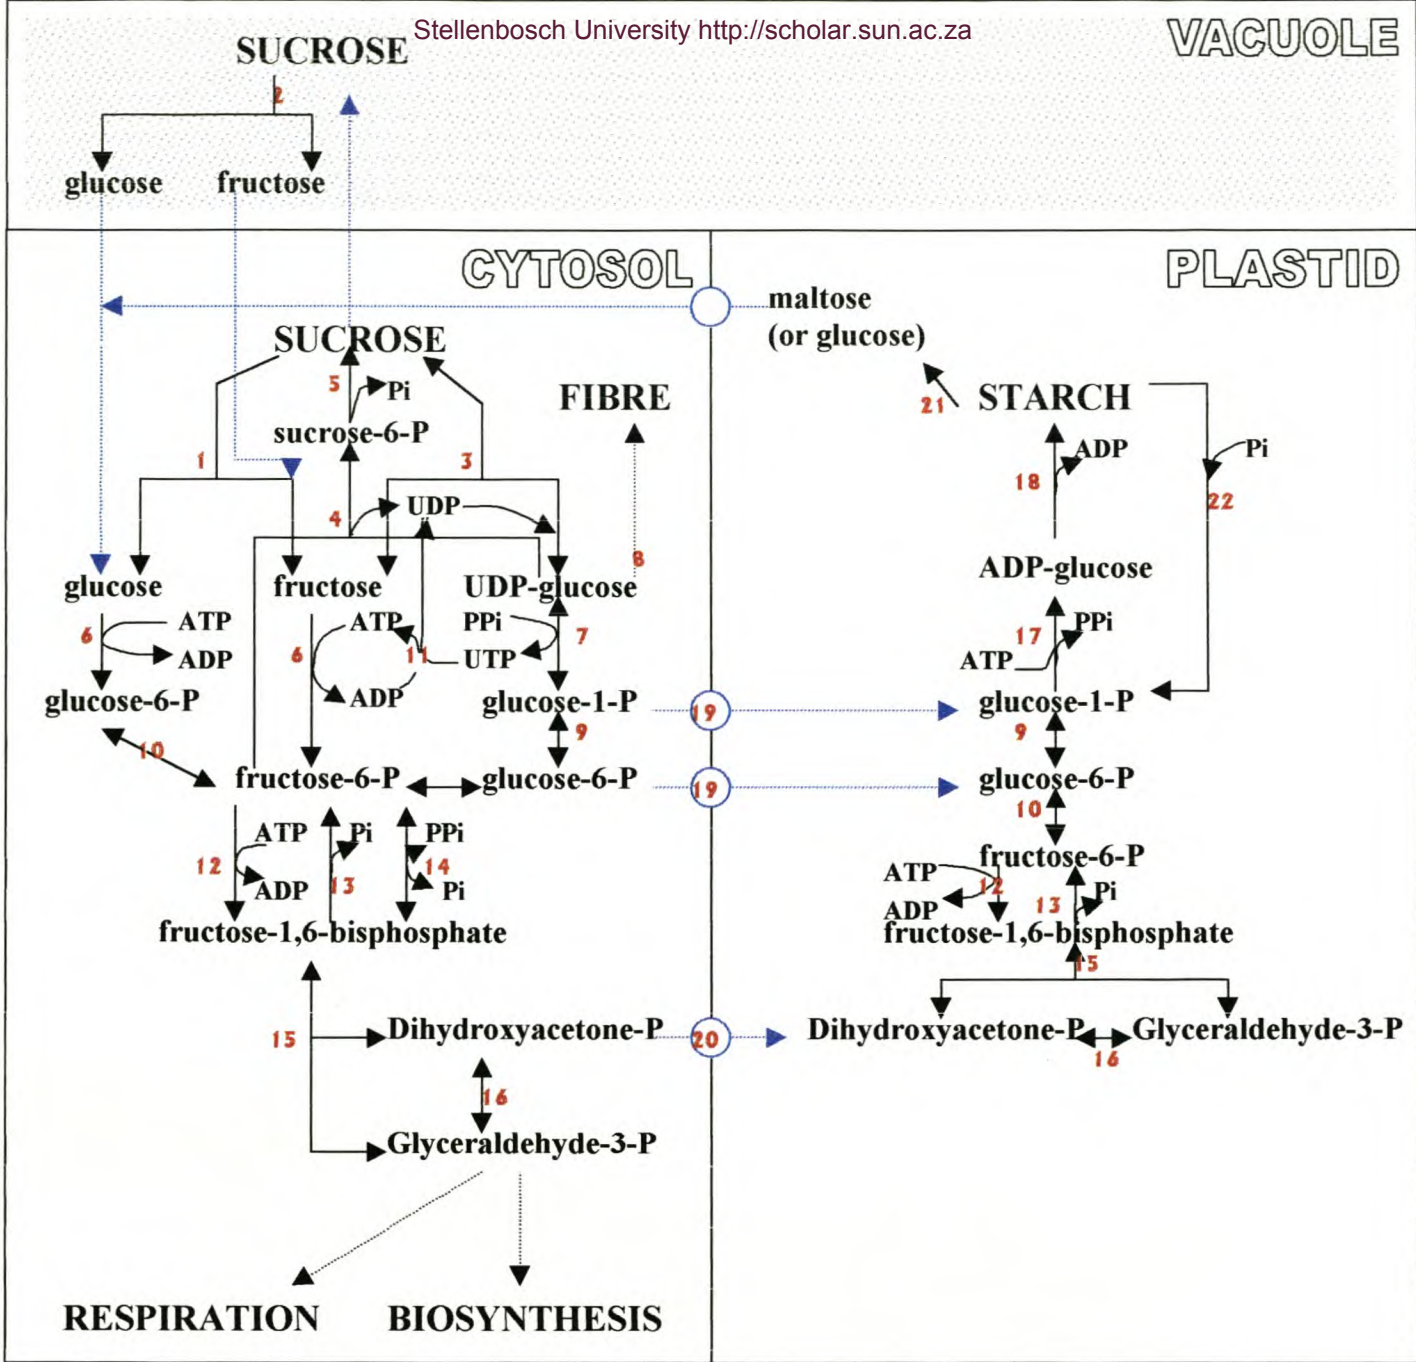 Stellenbosch University http://scholar.sun.ac.za
VACUOLE
SUCROSE
2
glucose
fructose
CYTOSOL
SUCROSE
5
Pi
sucrose-6-P
FIBRE
1
3
4
UDP
8
glucose
fructose
UDP-glucose
6
ATP
ADP
6
ATP
11
ADP
PPi
7
UTP
glucose-6-P
glucose-1-P
19
10
9
fructose-6-P
glucose-6-P
19
12
ATP
ADP
13
Pi
PPi
14
Pi
fructose-1,6-bisphosphate
15
Dihydroxyacetone-P
20
16
Glyceraldehyde-3-P
RESPIRATION
BIOSYNTHESIS
PLASTID
maltose
(or glucose)
21
STARCH
18
ADP
Pi
22
ADP-glucose
17
PPi
ATP
glucose-1-P
9
glucose-6-P
10
fructose-6-P
ATP
12
ADP
13
Pi
fructose-1,6-bisphosphate
15
Dihydroxyacetone-P
Glyceraldehyde-3-P
16